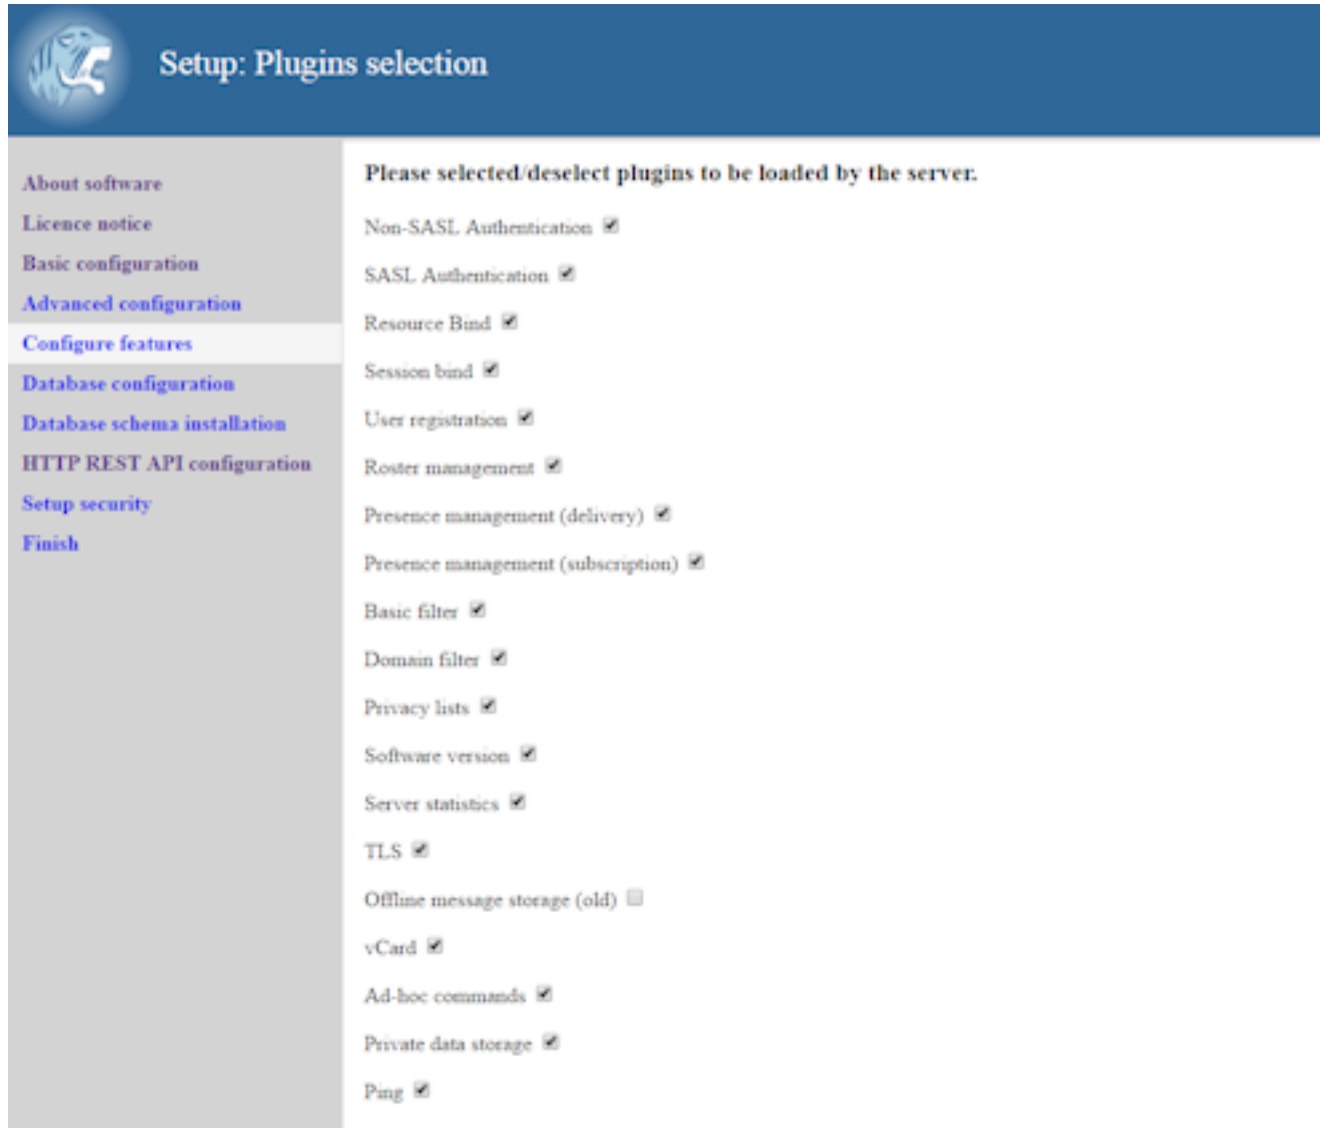 Setup: Plugins selection
About software
Licence notice
Basic configuration
Advanced configuration
Configure features
Database configuration
Database schema installation
HTTP REST API configuration
Setup security
Finish
Please selected/deselect plugins to be loaded by the server.
Non-SASL Authentication
SASL Authentication
Resource Bind
Session bind
User registration
Roster management
Presence management (delivery)
Presence management (subscription)
Basic filter
Domain filter
Privacy lists
Software version
Server statistics
TLS
Offline message storage (old)
vCard
Ad-hoc commands
Private data storage
Ping